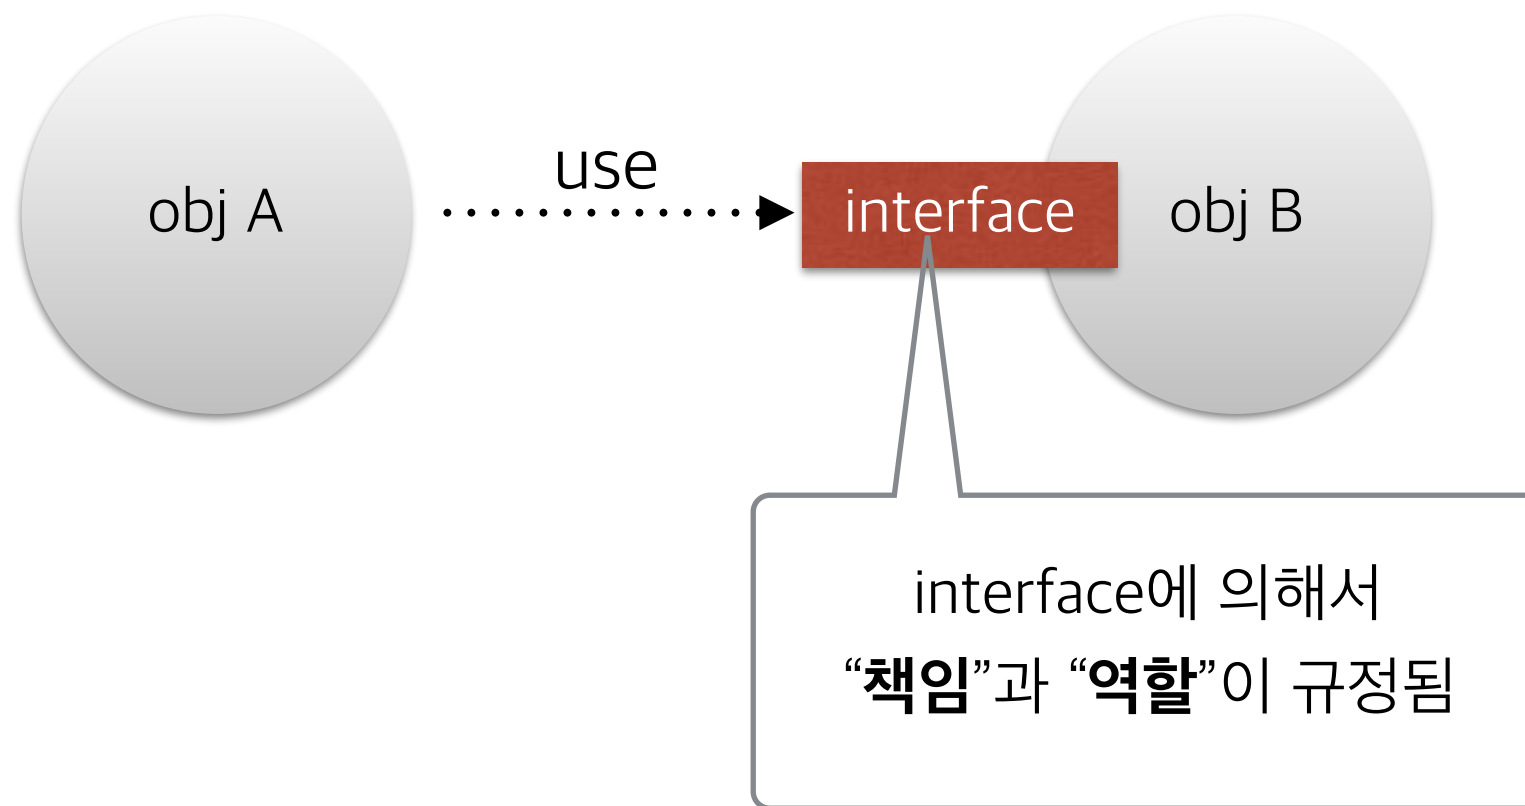 obj A
use
interface
obj B
interface에 의해서
“책임”과 “역할”이 규정됨